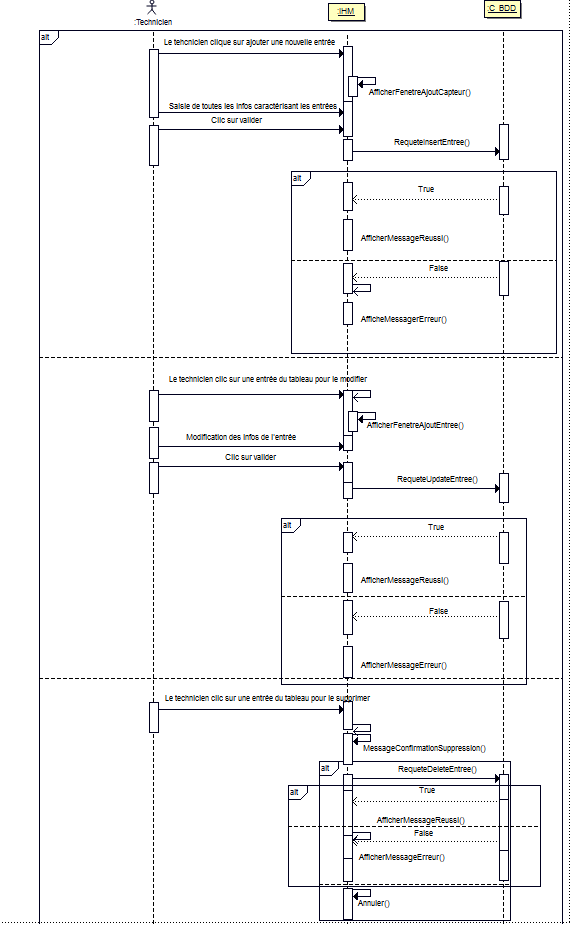 :Technicien
:IHM
:C_BDD
alt
Le tehcnicien clique sur ajouter une nouvelle entrée
AfficherFenetreAjoutCapteur()
Saisie de toutes les infos caractérisant les entrées
Clic sur valider
RequeteInsertEntree()
alt
True
AfficherMessageReussi()
False
AfficheMessagerErreur()
Le technicien clic sur une entrée du tableau pour le modifier
AfficherFenetreAjoutEntree()
Modification des infos de l'entrée
Clic sur valider
RequeteUpdateEntree()
alt
True
AfficherMessageReussi()
False
AfficherMessageErreur()
Le technicien clic sur une entrée du tableau pour le supprimer
MessageConfirmationSuppression()
alt
RequeteDeleteEntree()
alt
True
AfficherMessageReussi()
False
AfficherMessageErreur()
Annuler()